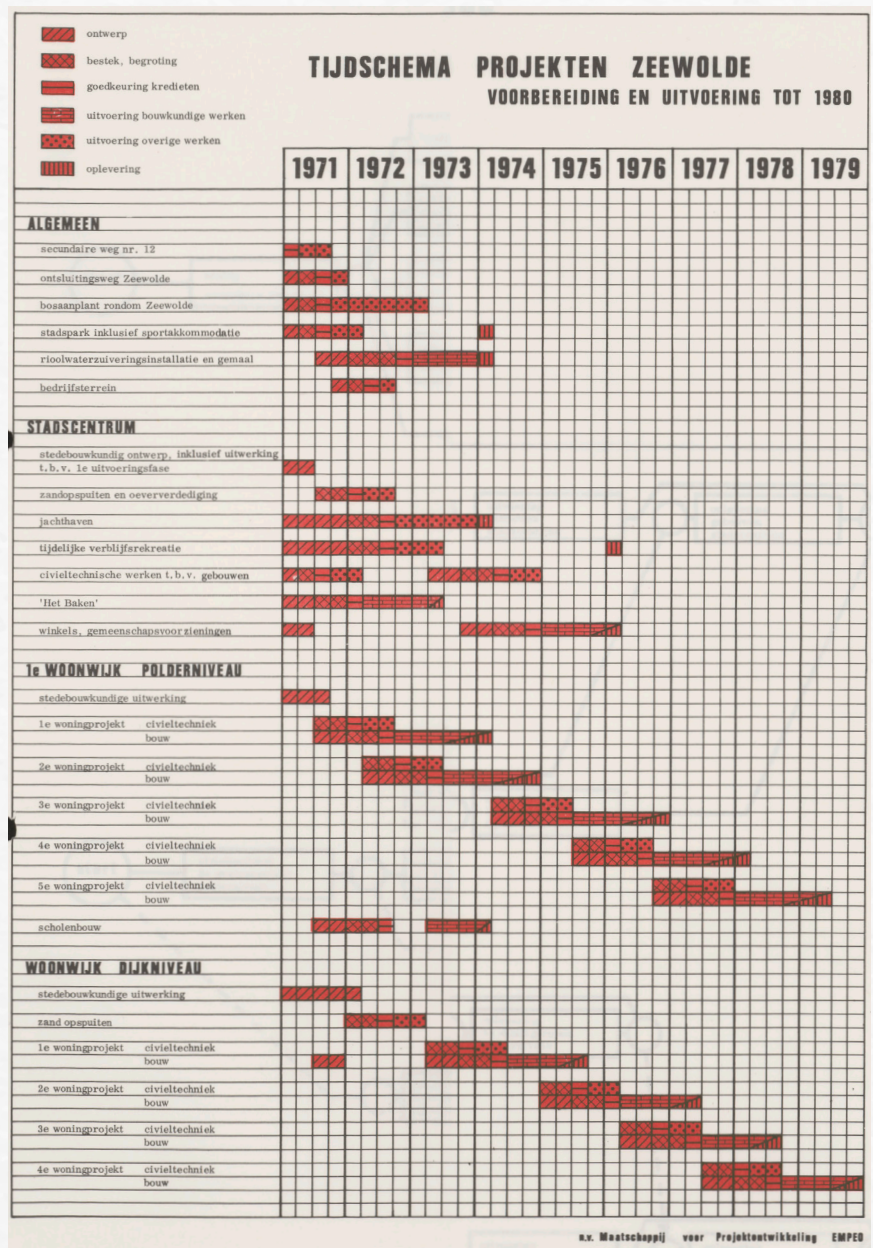 ontwerp
bestek, begroting
goedkeuring kredieten
uitvoering bouwkundige werken
uitvoering overige werken
oplevering
TIJDSCHEMA PROJEKTEN ZEEWOLDE
VOORBEREIDING EN UITVOERING TOT 1980
1971 1972 1973 1974 1975 1976 1977 1978 1979
ALGEMEEN
secundaire weg nr. 12
ontsluitingsweg Zeewolde
bosaanplant rondom Zeewolde
stadspark inklusief sportakkommodatie
rioolwaterzuiveringsinstallatie en gemaal
bedrijfsterrein
STADSCENTRUM
stedebouwkundig ontwerp, inklusief uitwerking
t.b.v. 1e uitvoeringsfase
zandopspuiten en oeververdediging
jachthaven
tijdelijke verblijfsrekreatie
civieltechnische werken t.b.v. gebouwen
'Het Baken'
winkels, gemeenschapsvoorzieningen
1e WOONWIJK POLDERNIVEAU
stedebouwkundige uitwerking
1e woningprojekt civieltechniek
bouw
2e woningprojekt civieltechniek
bouw
3e woningprojekt civieltechniek
bouw
4e woningprojekt civieltechniek
bouw
5e woningprojekt civieltechniek
bouw
scholenbouw
WOONWIJK DIJKNIVEAU
stedebouwkundige uitwerking
zand opspuiten
1e woningprojekt civieltechniek
bouw
2e woningprojekt civieltechniek
bouw
3e woningprojekt civieltechniek
bouw
4e woningprojekt civieltechniek
bouw
n.v. Maatschappij voor Projektontwikkeling EMPEO